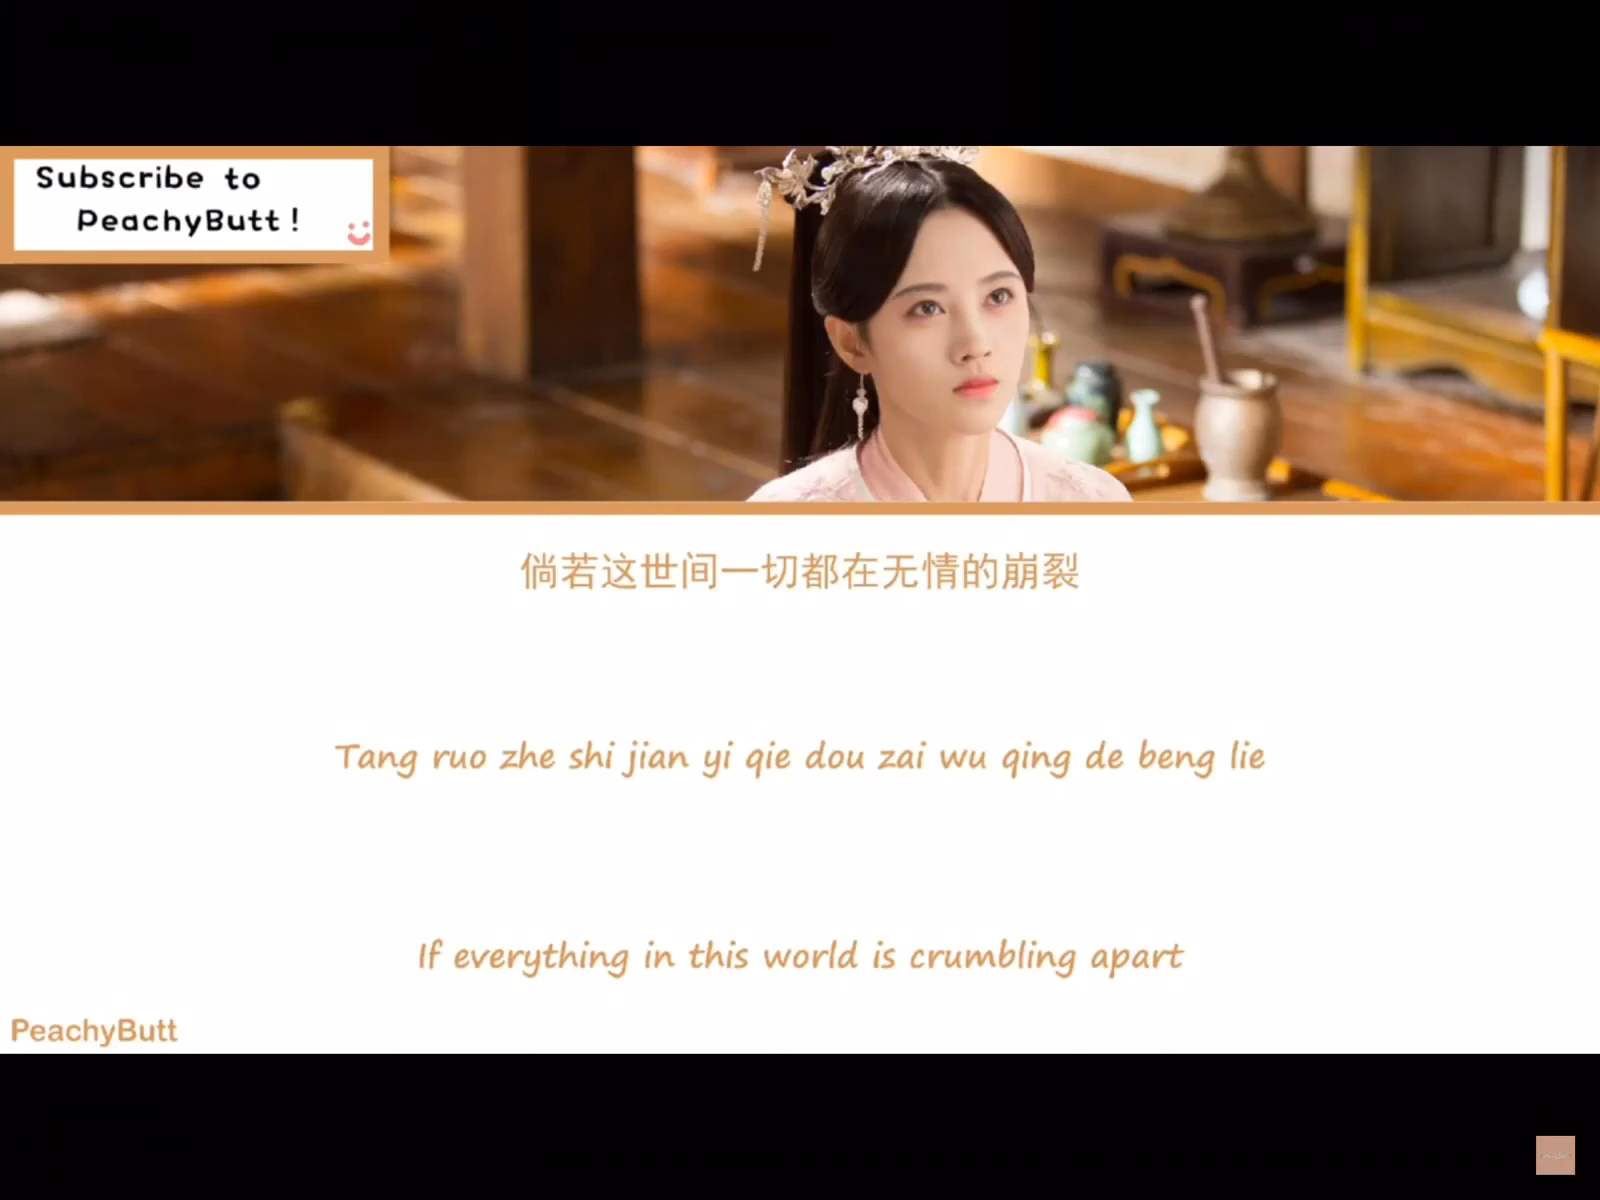 Subscribe to
PeachyButt!
倘若这世间一切都在无情的崩裂
Tang ruo zhe shi jian yi qie dou zai wu qing de beng lie
If everything in this world is crumbling apart
PeachyButt